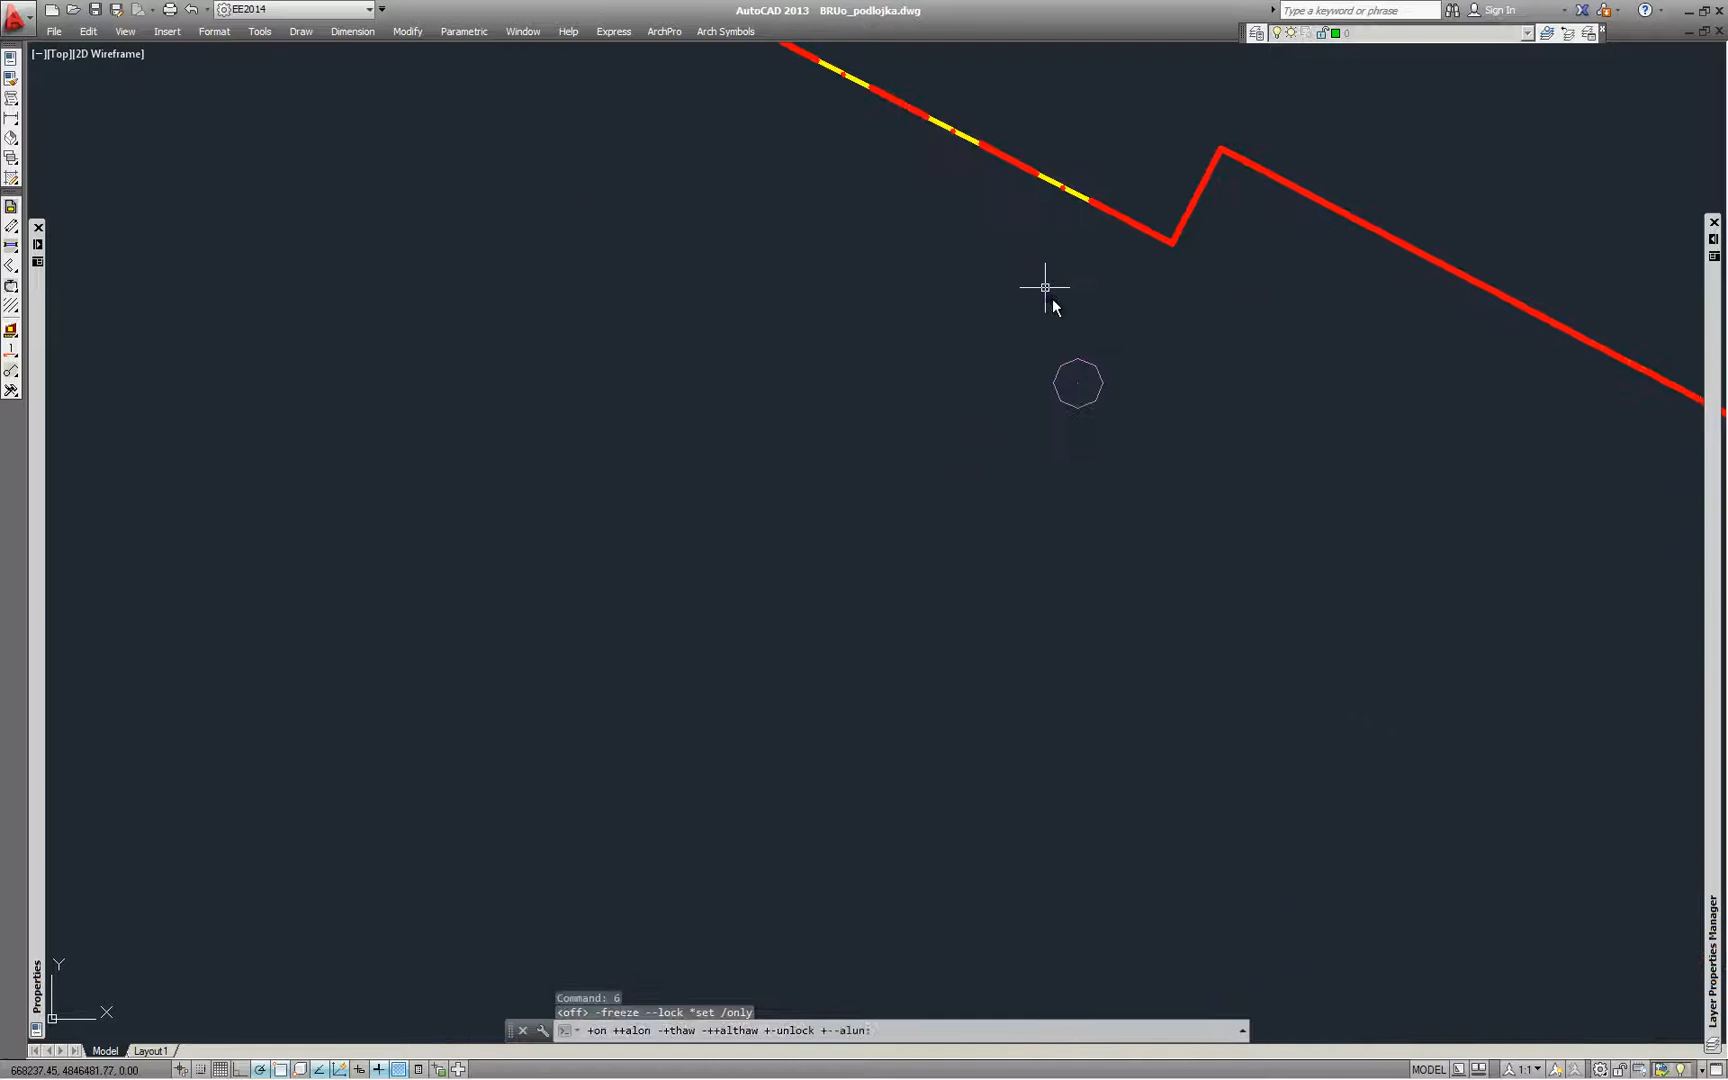 EE2014
AutoCAD 2013 BRUo_podlojka.dwg
Type a keyword or phrase
Sign In
File Edit View Insert Format Tools Draw Dimension Modify Parametric Window Help Express ArchPro Arch Symbols
0
[−][Top][2D Wireframe]
Y
X
Properties
Layer Properties Manager
Command: 6
<off> -freeze --lock *set /only
+on ++alon -+thaw -++althaw +-unlock +--alun:
Model Layout1
668237.45, 4846481.77, 0.00
MODEL
1:1